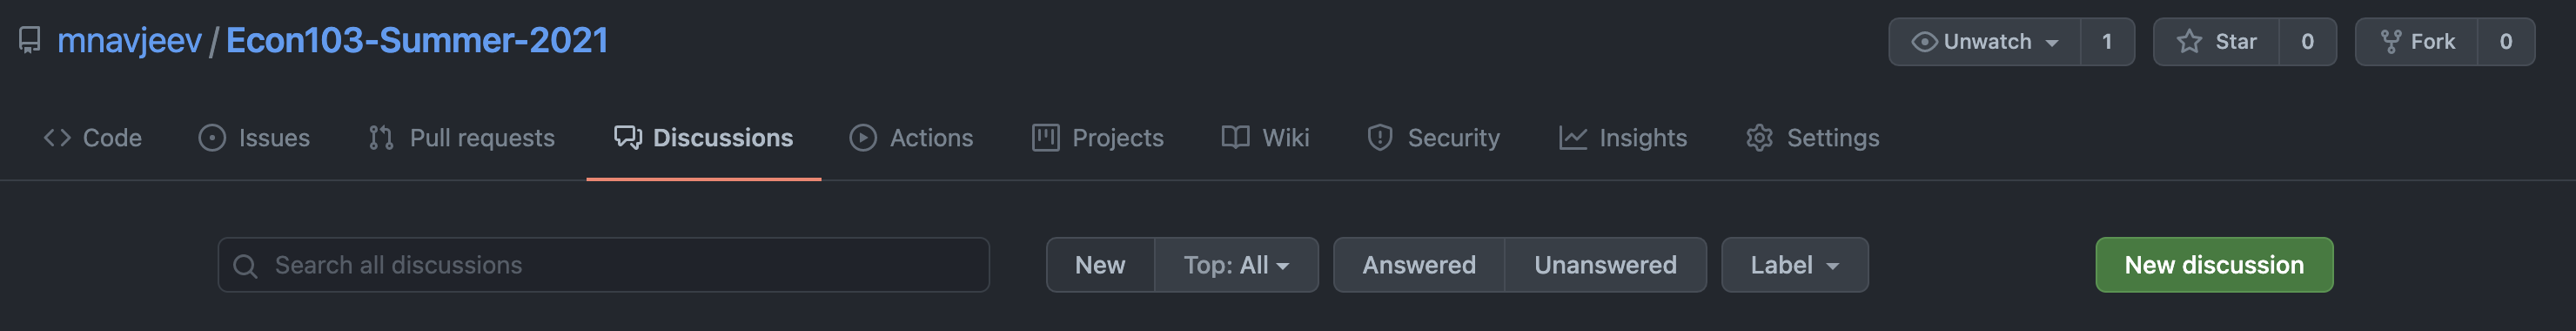 mnavjeev / Econ103-Summer-2021 Unwatch 1 Star 0 Fork 0
Code Issues Pull requests Discussions Actions Projects Wiki Security Insights Settings
Search all discussions New Top: All Answered Unanswered Label New discussion